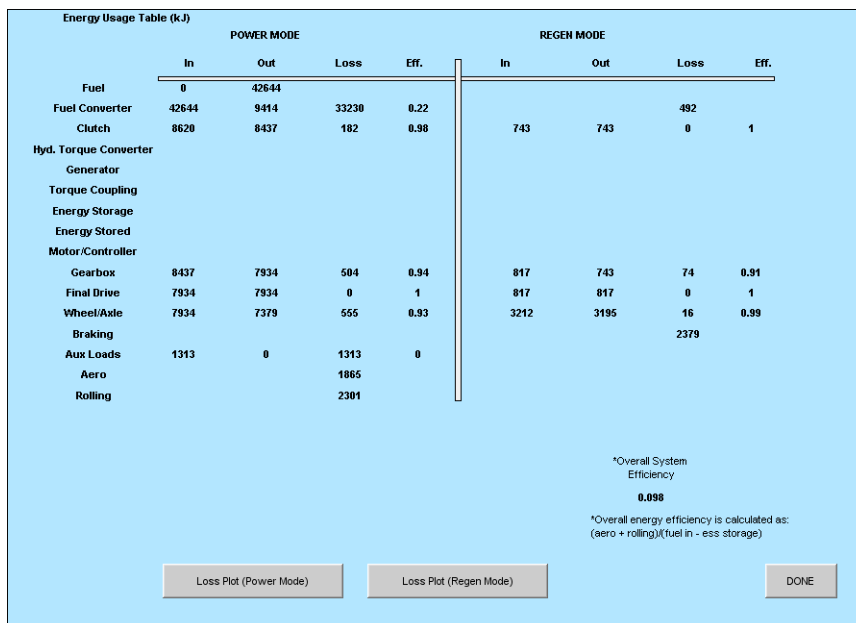 Energy Usage Table (kJ)
POWER MODE REGEN MODE
In Out Loss Eff. In Out Loss Eff.
Fuel 0 42644
Fuel Converter 42644 9414 33230 0.22 492
Clutch 8620 8437 182 0.98 743 743 0 1
Hyd. Torque Converter
Generator
Torque Coupling
Energy Storage
Energy Stored
Motor/Controller
Gearbox 8437 7934 504 0.94 817 743 74 0.91
Final Drive 7934 7934 0 1 817 817 0 1
Wheel/Axle 7934 7379 555 0.93 3212 3195 16 0.99
Braking 2379
Aux Loads 1313 0 1313 0
Aero 1865
Rolling 2301
*Overall System
Efficiency
0.098
*Overall energy efficiency is calculated as:
(aero + rolling)/(fuel in - ess storage)
Loss Plot (Power Mode) Loss Plot (Regen Mode) DONE